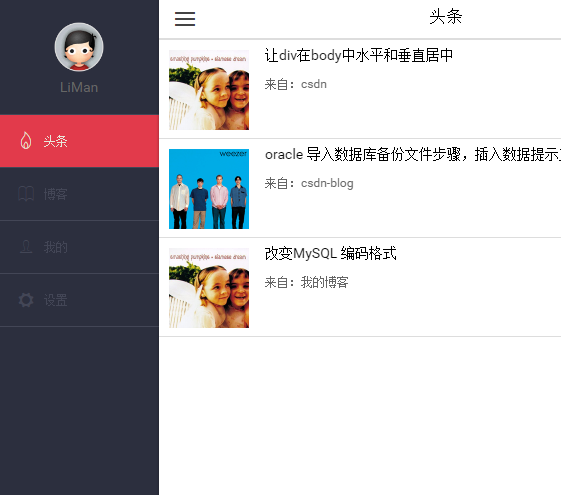 LiMan
头条
博客
我的
设置
头条
smashing pumpkins - siamese dream
让div在body中水平和垂直居中
来自：csdn
weezer
oracle 导入数据库备份文件步骤，插入数据提示
来自：csdn-blog
smashing pumpkins - siamese dream
改变MySQL 编码格式
来自：我的博客